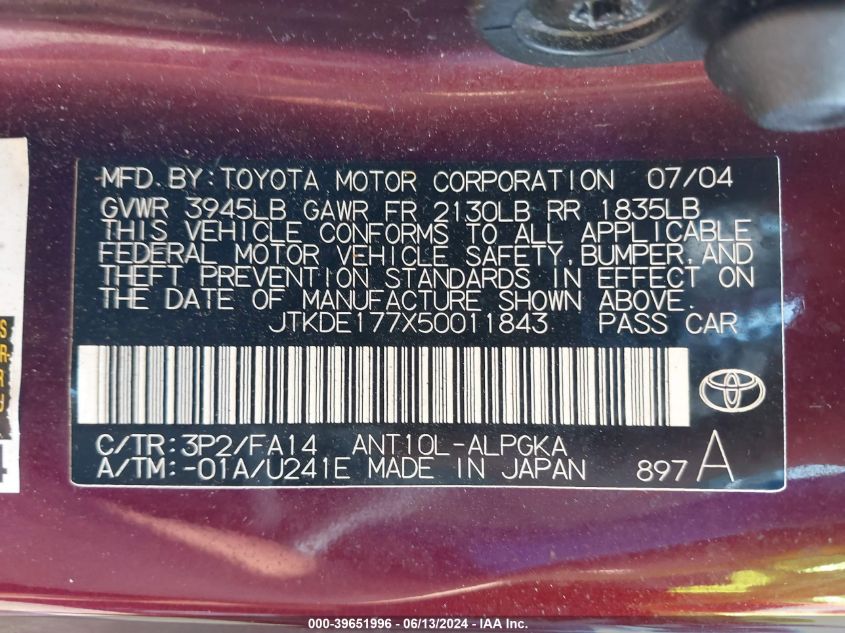 MFD. BY: TOYOTA MOTOR CORPORATION 07/04
GVWR 3945LB GAWR FR 2130LB RR 1835LB
THIS VEHICLE CONFORMS TO ALL APPLICABLE
FEDERAL MOTOR VEHICLE SAFETY, BUMPER, AND
THEFT PREVENTION STANDARDS IN EFFECT ON
THE DATE OF MANUFACTURE SHOWN ABOVE.
JTKDE177X50011843 PASS CAR
C/TR: 3P2/FA14 ANT10L-ALPGKA
A/TM: -01A/U241E MADE IN JAPAN 897 A
000-39651996 / 06/13/2024 - IAA Inc.